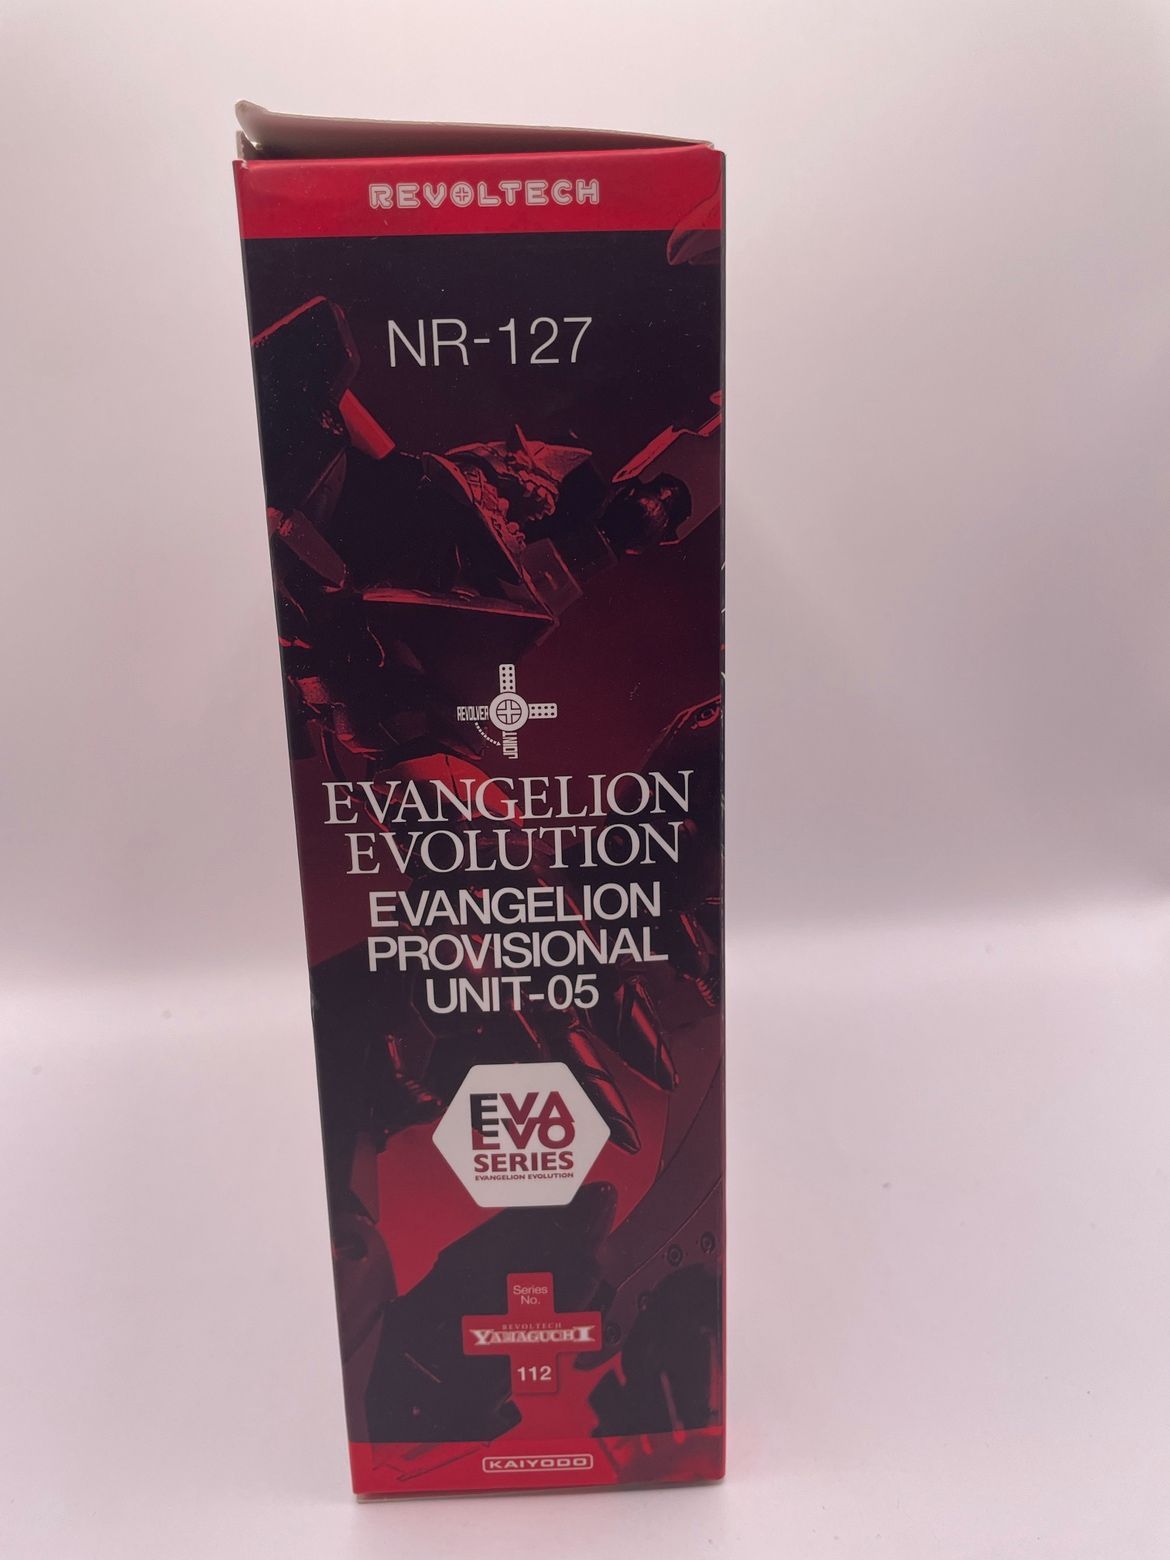 REVOLTECH
NR-127
REVOLVER
JOINT
EVANGELION
EVOLUTION
EVANGELION
PROVISIONAL
UNIT-05
EVA
EVO
SERIES
EVANGELION EVOLUTION
Series
No.
REVOLTECH
YAMAGUCHI
112
KAIYODO